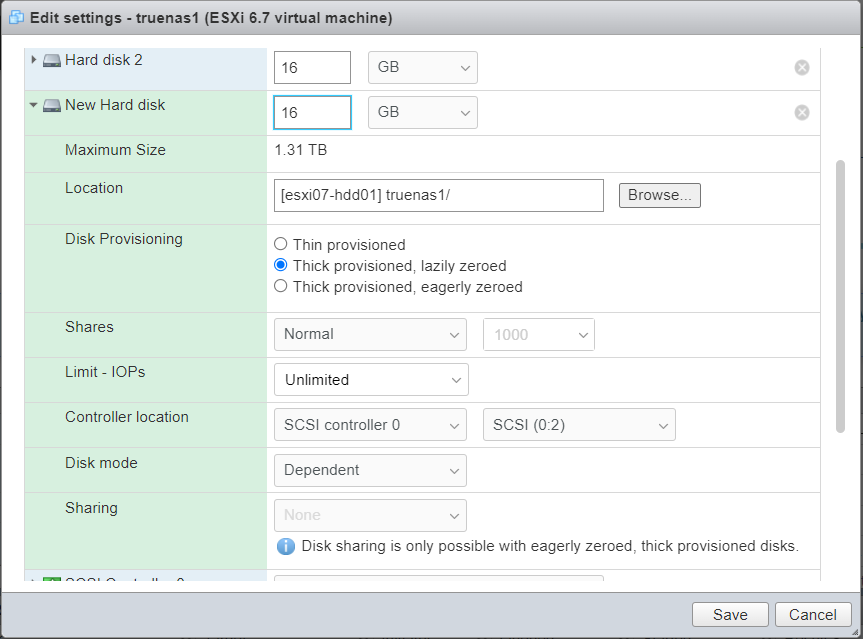 Edit settings - truenas1 (ESXi 6.7 virtual machine)
Hard disk 2 16 GB
New Hard disk 16 GB
Maximum Size 1.31 TB
Location [esxi07-hdd01] truenas1/ Browse...
Disk Provisioning Thin provisioned
Thick provisioned, lazily zeroed
Thick provisioned, eagerly zeroed
Shares Normal 1000
Limit - IOPs Unlimited
Controller location SCSI controller 0 SCSI (0:2)
Disk mode Dependent
Sharing None
Disk sharing is only possible with eagerly zeroed, thick provisioned disks.
SCSI Controller 0
Save Cancel